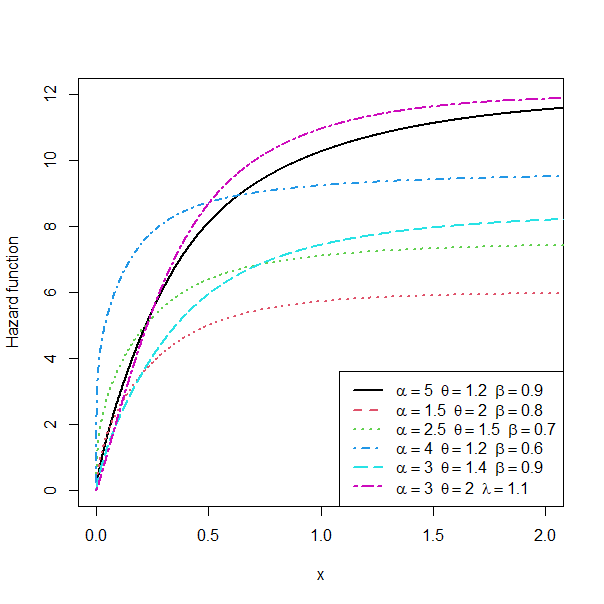 Hazard function
12
10
8
6
4
2
0
α = 5 θ = 1.2 β = 0.9
α = 1.5 θ = 2 β = 0.8
α = 2.5 θ = 1.5 β = 0.7
α = 4 θ = 1.2 β = 0.6
α = 3 θ = 1.4 β = 0.9
α = 3 θ = 2 λ = 1.1
0.0 0.5 1.0 1.5 2.0
x